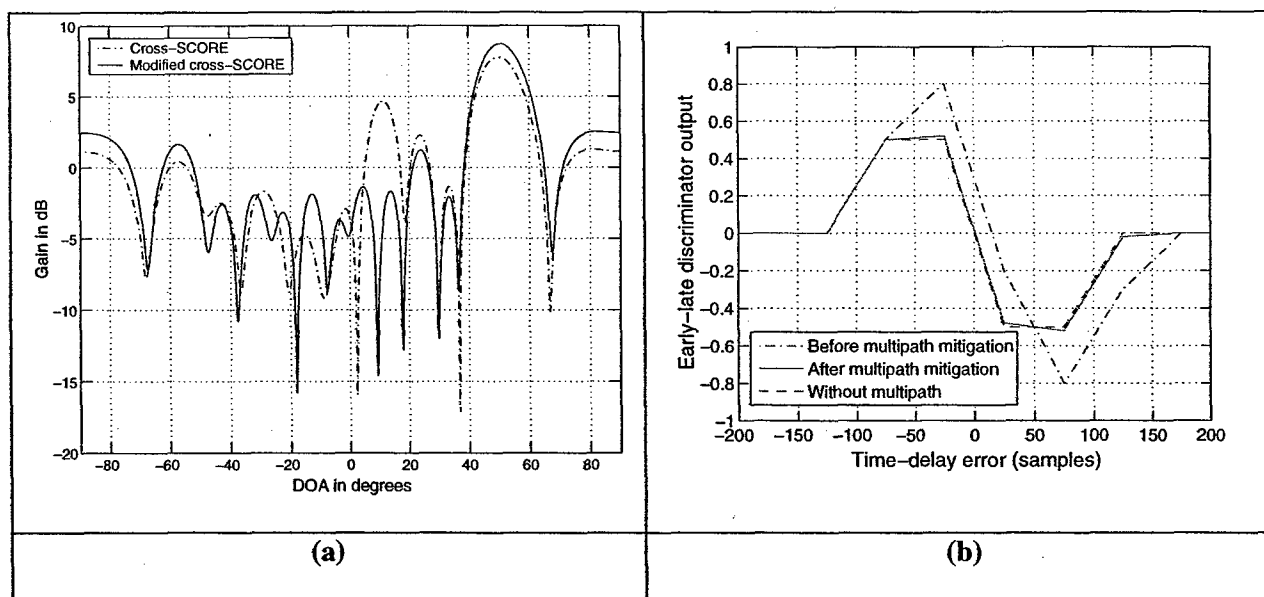 10
5
0
-5
-10
-15
-20
Gain in dB
Cross-SCORE
Modified cross-SCORE
-80 -60 -40 -20 0 20 40 60 80
DOA in degrees
(a)
1
0.8
0.6
0.4
0.2
0
-0.2
-0.4
-0.6
-0.8
-1
Early-late discriminator output
Before multipath mitigation
After multipath mitigation
Without multipath
-200 -150 -100 -50 0 50 100 150 200
Time-delay error (samples)
(b)